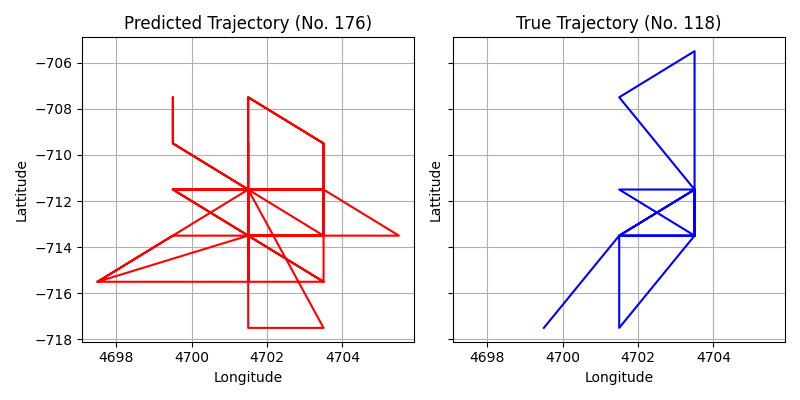 Predicted Trajectory (No. 176)
True Trajectory (No. 118)
−706
−708
−710
−712
−714
−716
−718
Lattitude
Lattitude
4698
4700
4702
4704
4698
4700
4702
4704
Longitude
Longitude